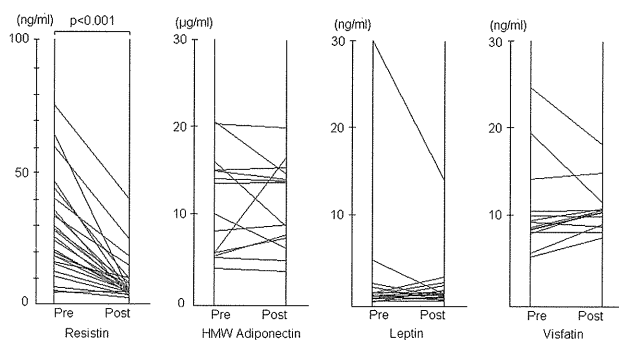 (ng/ml)
p<0.001
100
50
0
Pre
Post
Resistin
(μg/ml)
30
20
10
0
Pre
Post
HMW Adiponectin
(ng/ml)
30
20
10
Pre
Post
Leptin
(ng/ml)
30
20
10
Pre
Post
Visfatin